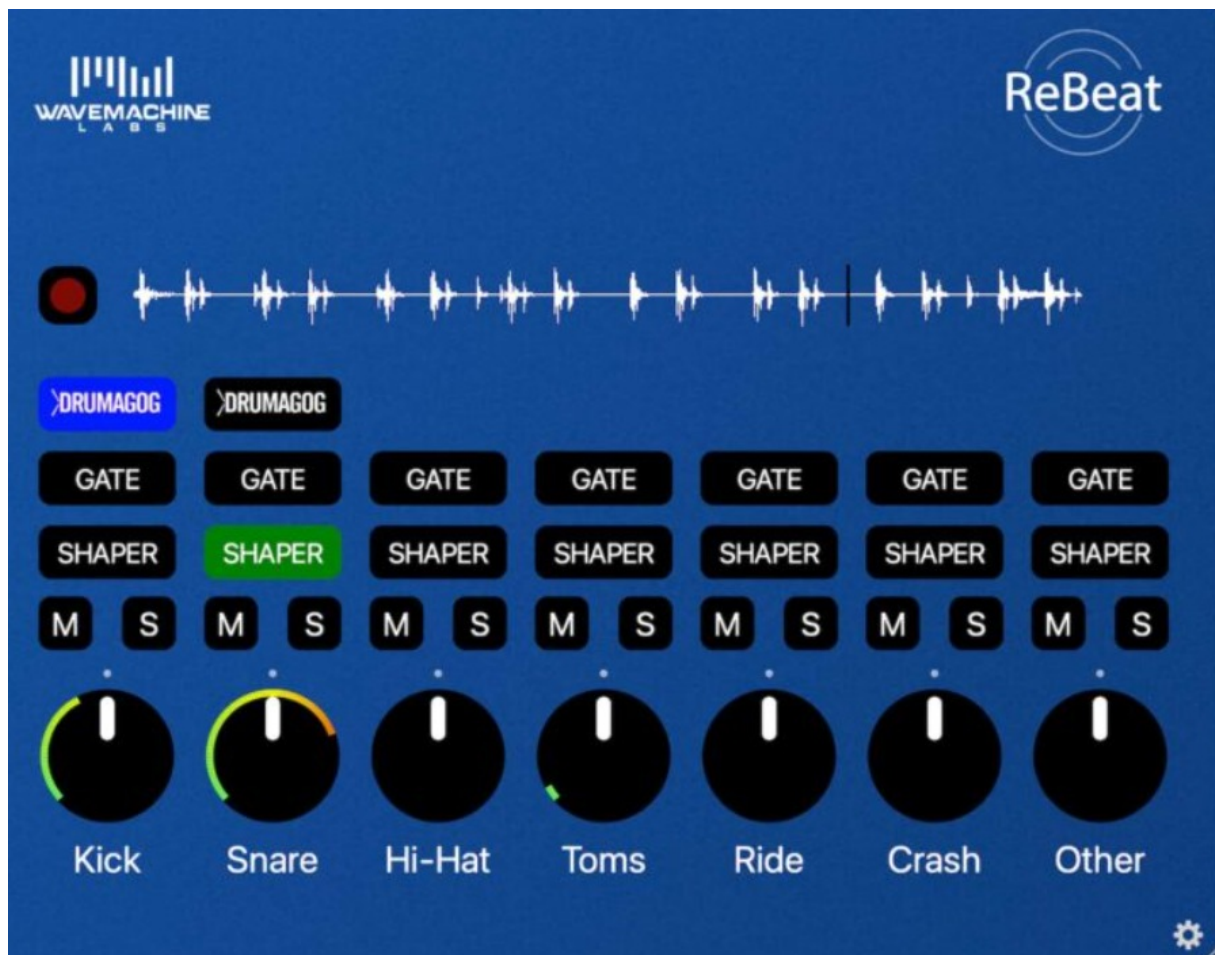 WAVEMACHINE
LABS
ReBeat
DRUMAGOG DRUMAGOG
GATE GATE GATE GATE GATE GATE GATE
SHAPER SHAPER SHAPER SHAPER SHAPER SHAPER SHAPER
M S M S M S M S M S M S M S
Kick Snare Hi-Hat Toms Ride Crash Other